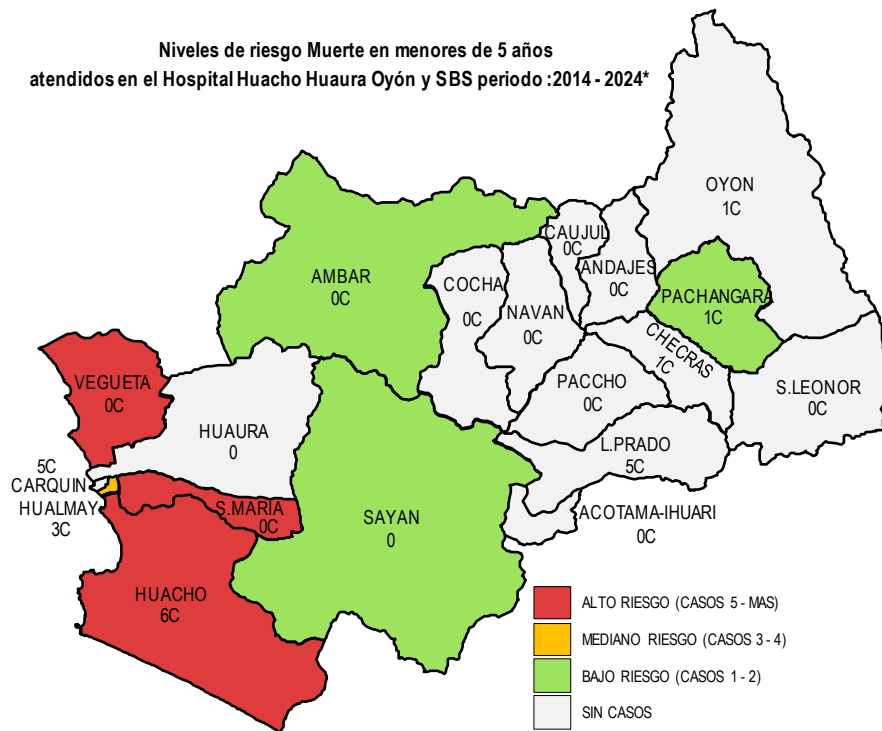 Niveles de riesgo Muerte en menores de 5 años
atendidos en el Hospital Huacho Huaura Oyón y SBS periodo :2014 - 2024*
OYON
1C
CAUJUL
0C
ANDAJES
0C
AMBAR
0C
COCHA
0C
NAVAN
0C
PACHANGARA
1C
CHECRAS
1C
VEGUETA
0C
PACCHO
0C
S.LEONOR
0C
HUAURA
0
L.PRADO
5C
5C
CARQUIN
HUALMAY
3C
S.MARIA
0C
SAYAN
0
ACOTAMA-IHUARI
0C
HUACHO
6C
ALTO RIESGO (CASOS 5 - MAS)
MEDIANO RIESGO (CASOS 3 - 4)
BAJO RIESGO (CASOS 1 - 2)
SIN CASOS